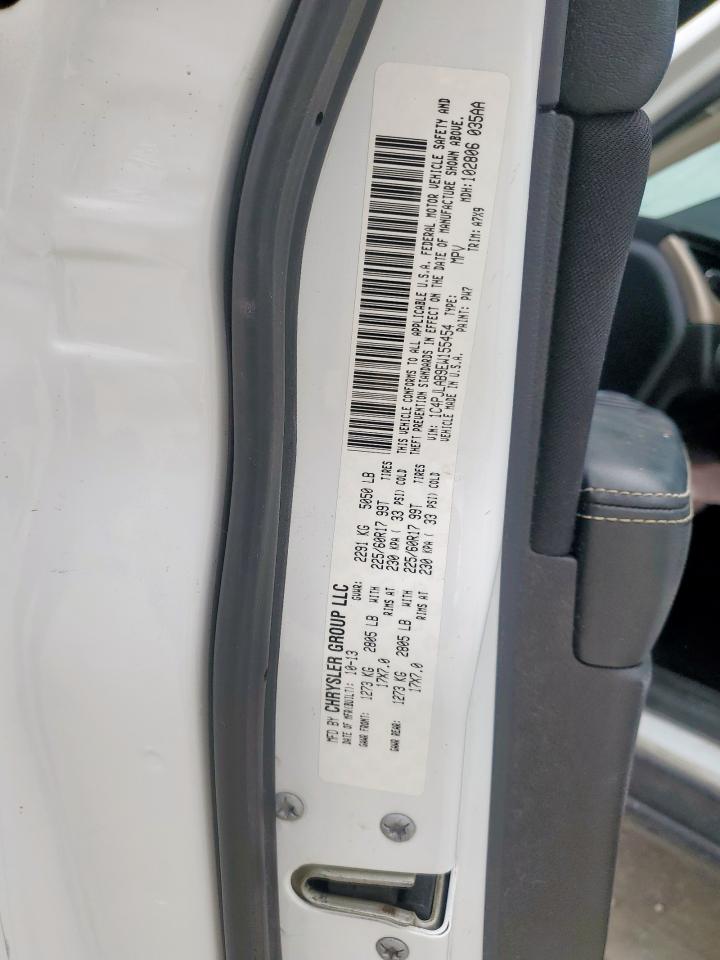 MFD BY CHRYSLER GROUP LLC
DATE OF MFR(BUILT): 10-13 GVWR: 2291 KG 5050 LB
GAWR FRONT: 1273 KG 2805 LB WITH 225/60R17 99T TIRES
17X7.0 RIMS AT 230 KPA ( 33 PSI) COLD
GAWR REAR: 1273 KG 2805 LB WITH 225/60R17 99T TIRES
17X7.0 RIMS AT 230 KPA ( 33 PSI) COLD
THIS VEHICLE CONFORMS TO ALL APPLICABLE U.S.A. FEDERAL MOTOR VEHICLE SAFETY AND
THEFT PREVENTION STANDARDS IN EFFECT ON THE DATE OF MANUFACTURE SHOWN ABOVE.
VIN: 1C4PJLAB9EW155454 TYPE: MPV MDH:102806 035AA
VEHICLE MADE IN U.S.A. PAINT: PW7 TRIM: A7X9